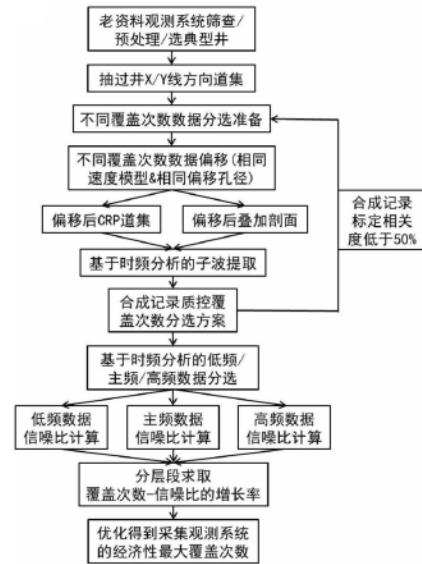 老资料观测系统筛查/
预处理/选典型井
抽过井X/Y线方向道集
不同覆盖次数数据分选准备
不同覆盖次数数据偏移(相同
速度模型&相同偏移孔径)
偏移后CRP道集
偏移后叠加剖面
合成记录
标定相关
度低于50%
基于时频分析的子波提取
合成记录质控覆
盖次数分选方案
基于时频分析的低频/
主频/高频数据分选
低频数据
信噪比计算
主频数据
信噪比计算
高频数据
信噪比计算
分层段求取
覆盖次数-信噪比的增长率
优化得到采集观测系统
的经济性最大覆盖次数